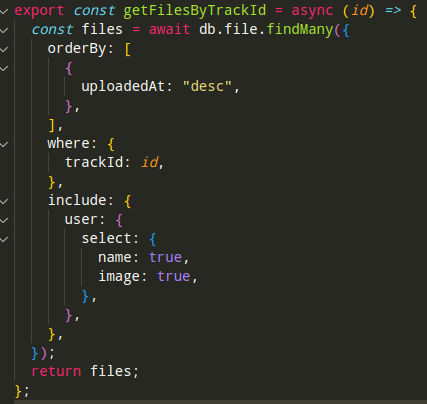 export const getFilesByTrackId = async (id) => {
  const files = await db.file.findMany({
    orderBy: [
      {
        uploadedAt: "desc",
      },
    ],
    where: {
      trackId: id,
    },
    include: {
      user: {
        select: {
          name: true,
          image: true,
        },
      },
    },
  });
  return files;
};